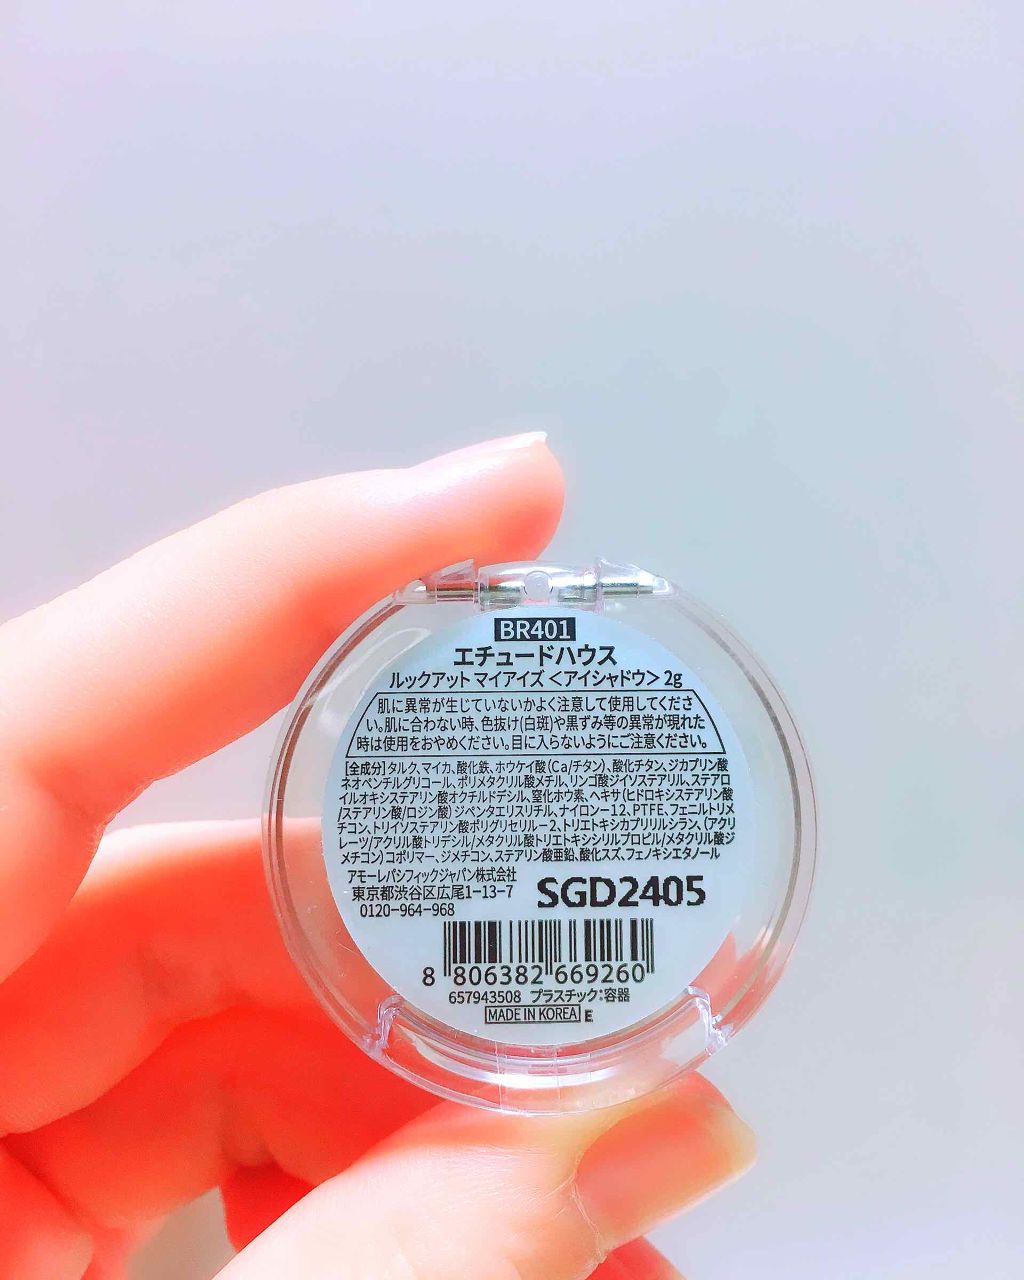 BR401
エチュードハウス
ルックアット マイアイズ <アイシャドウ> 2g
肌に異常が生じていないかよく注意して使用してくださ
い。肌に合わない時、色抜け(白斑)や黒ずみ等の異常が現れた
時は使用をおやめください。目に入らないようにご注意ください。
[全成分]タルク、マイカ、酸化鉄、ホウケイ酸(Ca/チタン)、酸化チタン、ジカプリン酸
ネオペンチルグリコール、ポリメタクリル酸メチル、リンゴ酸ジイソステアリル、ステアロ
イルオキシステアリン酸オクチルドデシル、窒化ホウ素、ヘキサ(ヒドロキシステアリン酸
/ステアリン酸/ロジン酸)ジペンタエリスリチル、ナイロン-12、PTFE、フェニルトリメ
チコン、トリイソステアリン酸ポリグリセリル-2、トリエトキシカプリリルシラン、(アクリ
レーツ/アクリル酸トリデシル/メタクリル酸トリエトキシシリルプロピル/メタクリル酸ジ
メチコン)コポリマー、ジメチコン、ステアリン酸亜鉛、酸化スズ、フェノキシエタノール
アモーレパシフィックジャパン株式会社
東京都渋谷区広尾1-13-7
0120-964-968
SGD2405
8 806382 669260
657943508 プラスチック:容器
MADE IN KOREA E